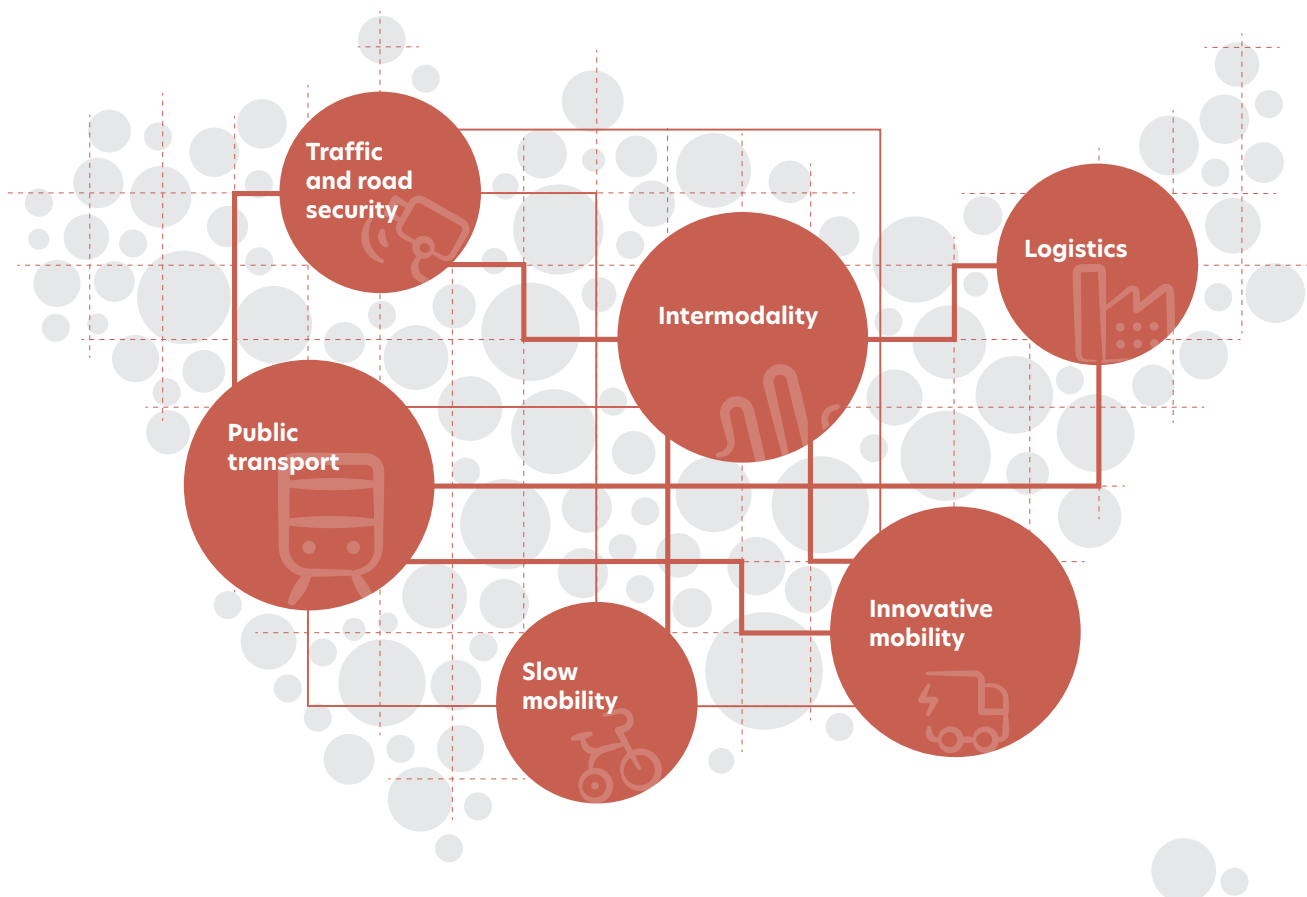 Traffic
and road
security
Logistics
Intermodality
Public
transport
Innovative
mobility
Slow
mobility